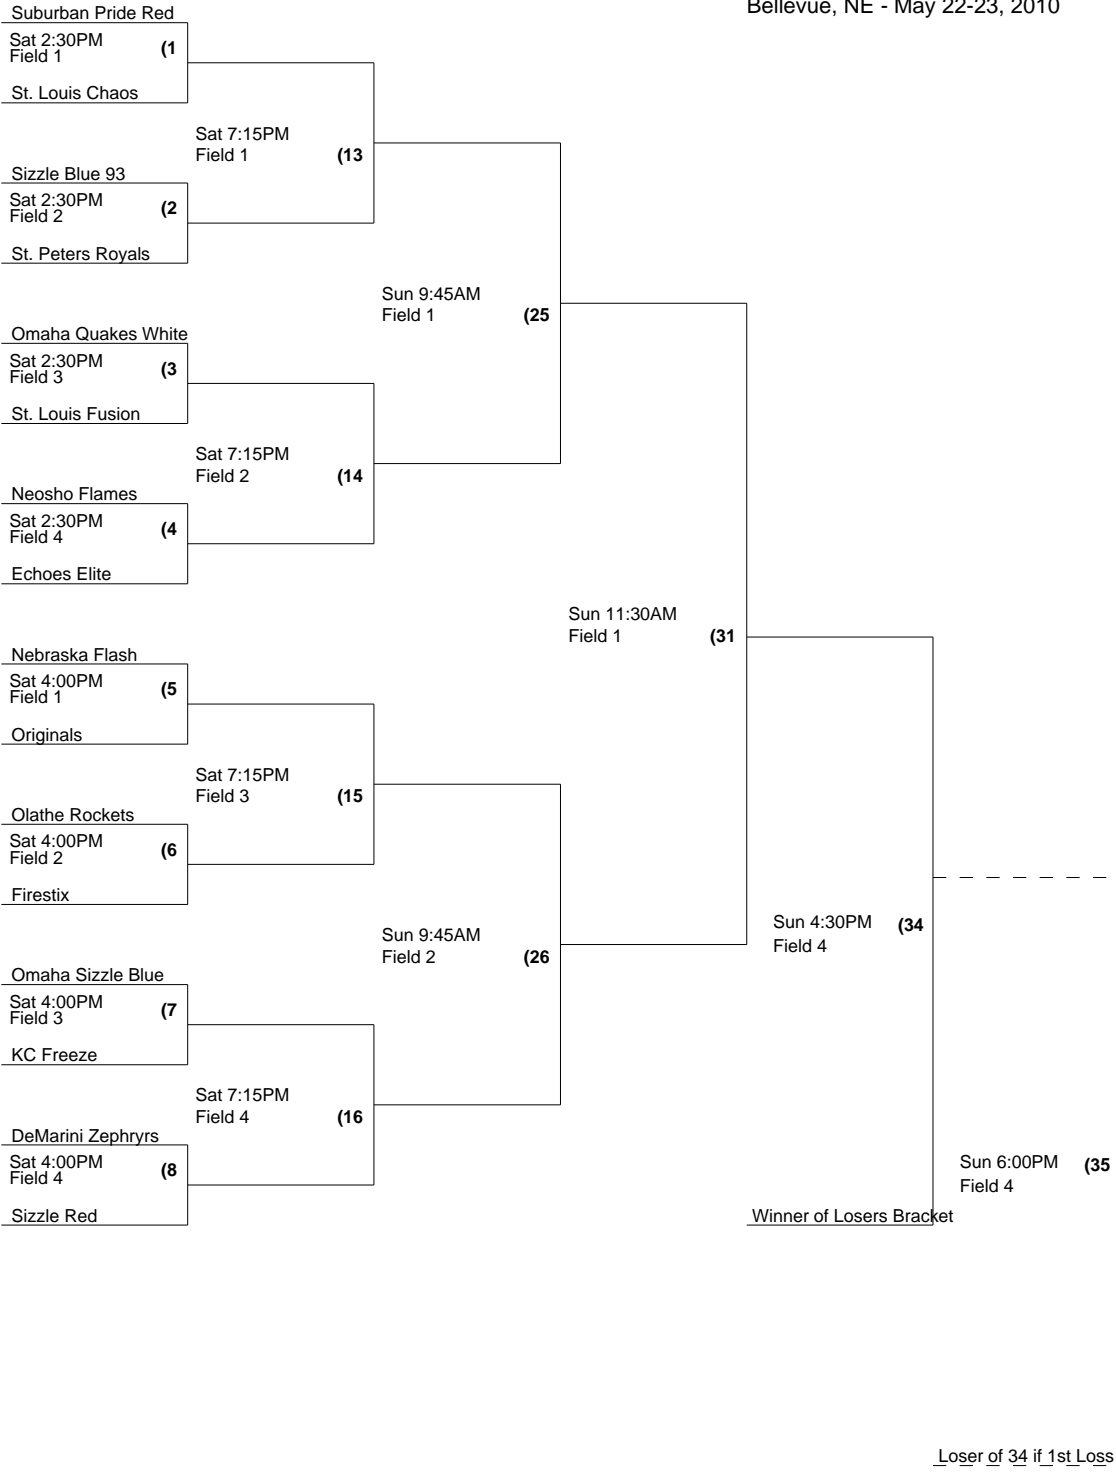 Bellevue, NE - May 22-23, 2010
Suburban Pride Red
Sat 2:30PM
Field 1
(1
St. Louis Chaos
Sat 7:15PM
Field 1
(13
Sizzle Blue 93
Sat 2:30PM
Field 2
(2
St. Peters Royals
Sun 9:45AM
Field 1
(25
Omaha Quakes White
Sat 2:30PM
Field 3
(3
St. Louis Fusion
Sat 7:15PM
Field 2
(14
Neosho Flames
Sat 2:30PM
Field 4
(4
Echoes Elite
Sun 11:30AM
Field 1
(31
Nebraska Flash
Sat 4:00PM
Field 1
(5
Originals
Sat 7:15PM
Field 3
(15
Olathe Rockets
Sat 4:00PM
Field 2
(6
Firestix
Sun 4:30PM
Field 4
(34
Sun 9:45AM
Field 2
(26
Omaha Sizzle Blue
Sat 4:00PM
Field 3
(7
KC Freeze
Sat 7:15PM
Field 4
(16
DeMarini Zephryrs
Sat 4:00PM
Field 4
(8
Sizzle Red
Sun 6:00PM
Field 4
(35
Winner of Losers Bracket
Loser of 34 if 1st Loss